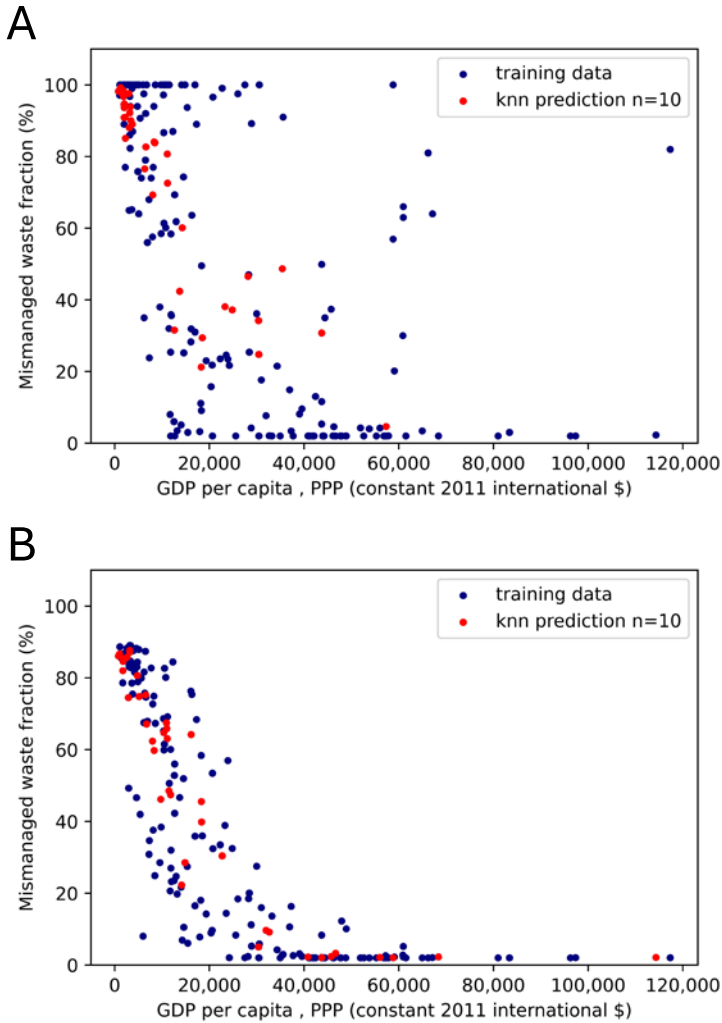 A
training data
knn prediction n=10
Mismanaged waste fraction (%)
100
80
60
40
20
0
0 20,000 40,000 60,000 80,000 100,000 120,000
GDP per capita , PPP (constant 2011 international $)
B
training data
knn prediction n=10
Mismanaged waste fraction (%)
100
80
60
40
20
0
0 20,000 40,000 60,000 80,000 100,000 120,000
GDP per capita , PPP (constant 2011 international $)